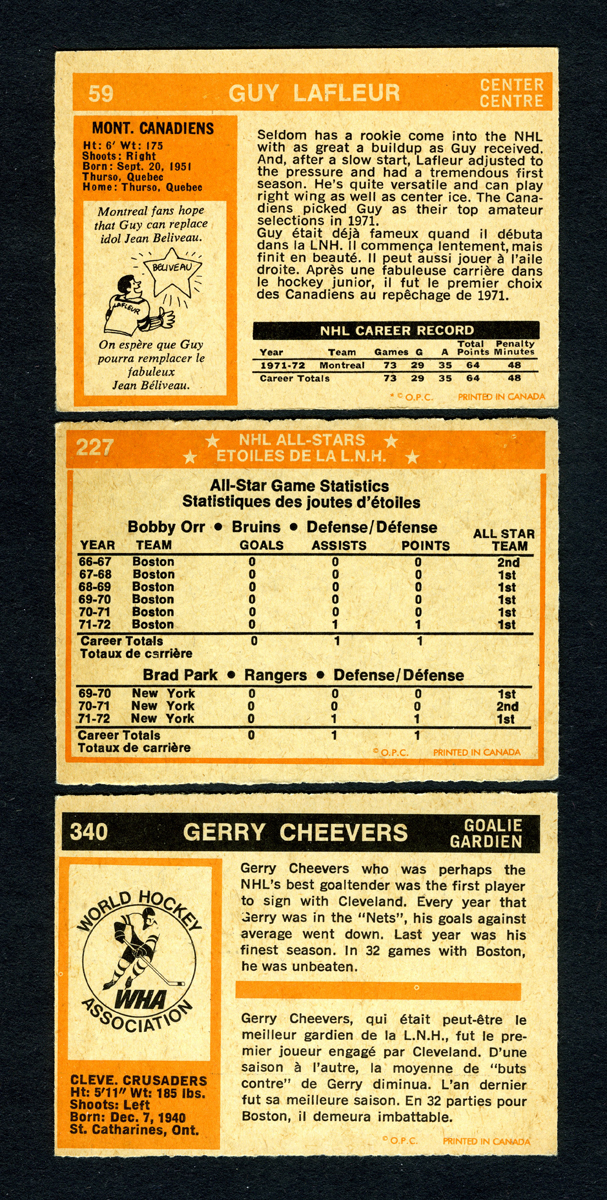 59 GUY LAFLEUR CENTER
CENTRE
MONT. CANADIENS
Ht: 6' Wt: 175
Shoots: Right
Born: Sept. 20, 1951
Thurso, Quebec
Home: Thurso, Quebec
Montreal fans hope
that Guy can replace
idol Jean Beliveau.
BELIVEAU
LAFLEUR
On espère que Guy
pourra remplacer le
fabuleux
Jean Béliveau.
Seldom has a rookie come into the NHL
with as great a buildup as Guy received.
And, after a slow start, Lafleur adjusted to
the pressure and had a tremendous first
season. He's quite versatile and can play
right wing as well as center ice. The Cana-
diens picked Guy as their top amateur
selections in 1971.
Guy était déjà fameux quand il débuta
dans la LNH. Il commença lentement, mais
finit en beauté. Il peut aussi jouer à l'aile
droite. Après une fabuleuse carrière dans
le hockey junior, il fut le premier choix
des Canadiens au repêchage de 1971.
NHL CAREER RECORD
Year Team Games G A Total Points Penalty Minutes
1971-72 Montreal 73 29 35 64 48
Career Totals 73 29 35 64 48
* © O.P.C. PRINTED IN CANADA
227 NHL ALL-STARS
ETOILES DE LA L.N.H.
All-Star Game Statistics
Statistiques des joutes d'étoiles
Bobby Orr • Bruins • Defense/Défense
YEAR TEAM GOALS ASSISTS POINTS ALL STAR TEAM
66-67 Boston 0 0 0 2nd
67-68 Boston 0 0 0 1st
68-69 Boston 0 0 0 1st
69-70 Boston 0 0 0 1st
70-71 Boston 0 0 0 1st
71-72 Boston 0 1 1 1st
Career Totals 0 1 1
Totaux de carrière
Brad Park • Rangers • Defense/Défense
69-70 New York 0 0 0 1st
70-71 New York 0 0 0 2nd
71-72 New York 0 1 1 1st
Career Totals 0 1 1
Totaux de carrière
© O.P.C. PRINTED IN CANADA
340 GERRY CHEEVERS GOALIE
GARDIEN
WORLD HOCKEY
WHA
ASSOCIATION
CLEVE. CRUSADERS
Ht: 5'11" Wt: 185 lbs.
Shoots: Left
Born: Dec. 7, 1940
St. Catharines, Ont.
Gerry Cheevers who was perhaps the
NHL's best goaltender was the first player
to sign with Cleveland. Every year that
Gerry was in the "Nets", his goals against
average went down. Last year was his
finest season. In 32 games with Boston,
he was unbeaten.
Gerry Cheevers, qui était peut-être le
meilleur gardien de la L.N.H., fut le pre-
mier joueur engagé par Cleveland. D'une
saison à l'autre, la moyenne de "buts
contre" de Gerry diminua. L'an dernier
fut sa meilleure saison. En 32 parties pour
Boston, il demeura imbattable.
© O.P.C. PRINTED IN CANADA